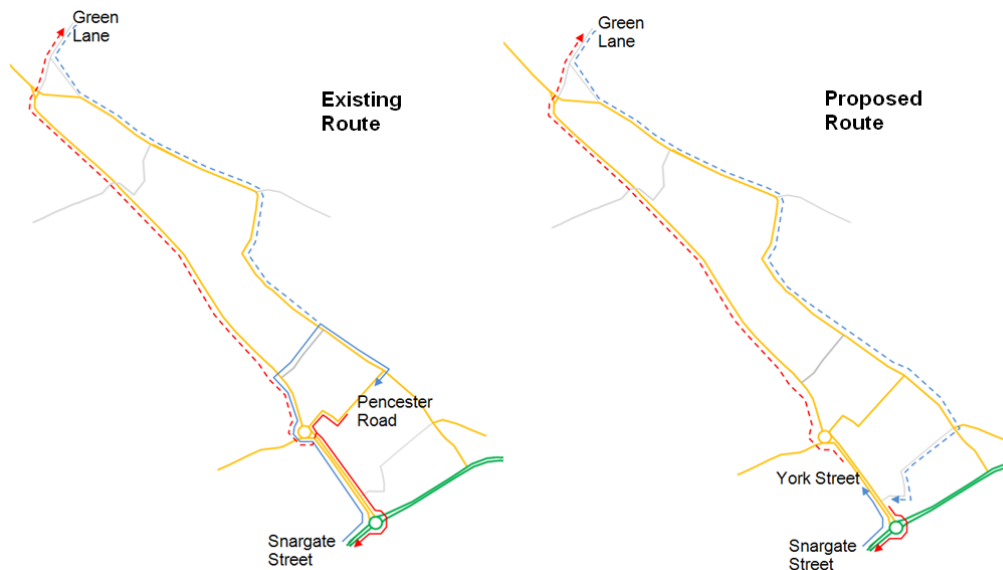 Green
Lane
Existing
Route
Pencester
Road
Snargate
Street
Green
Lane
Proposed
Route
York Street
Snargate
Street